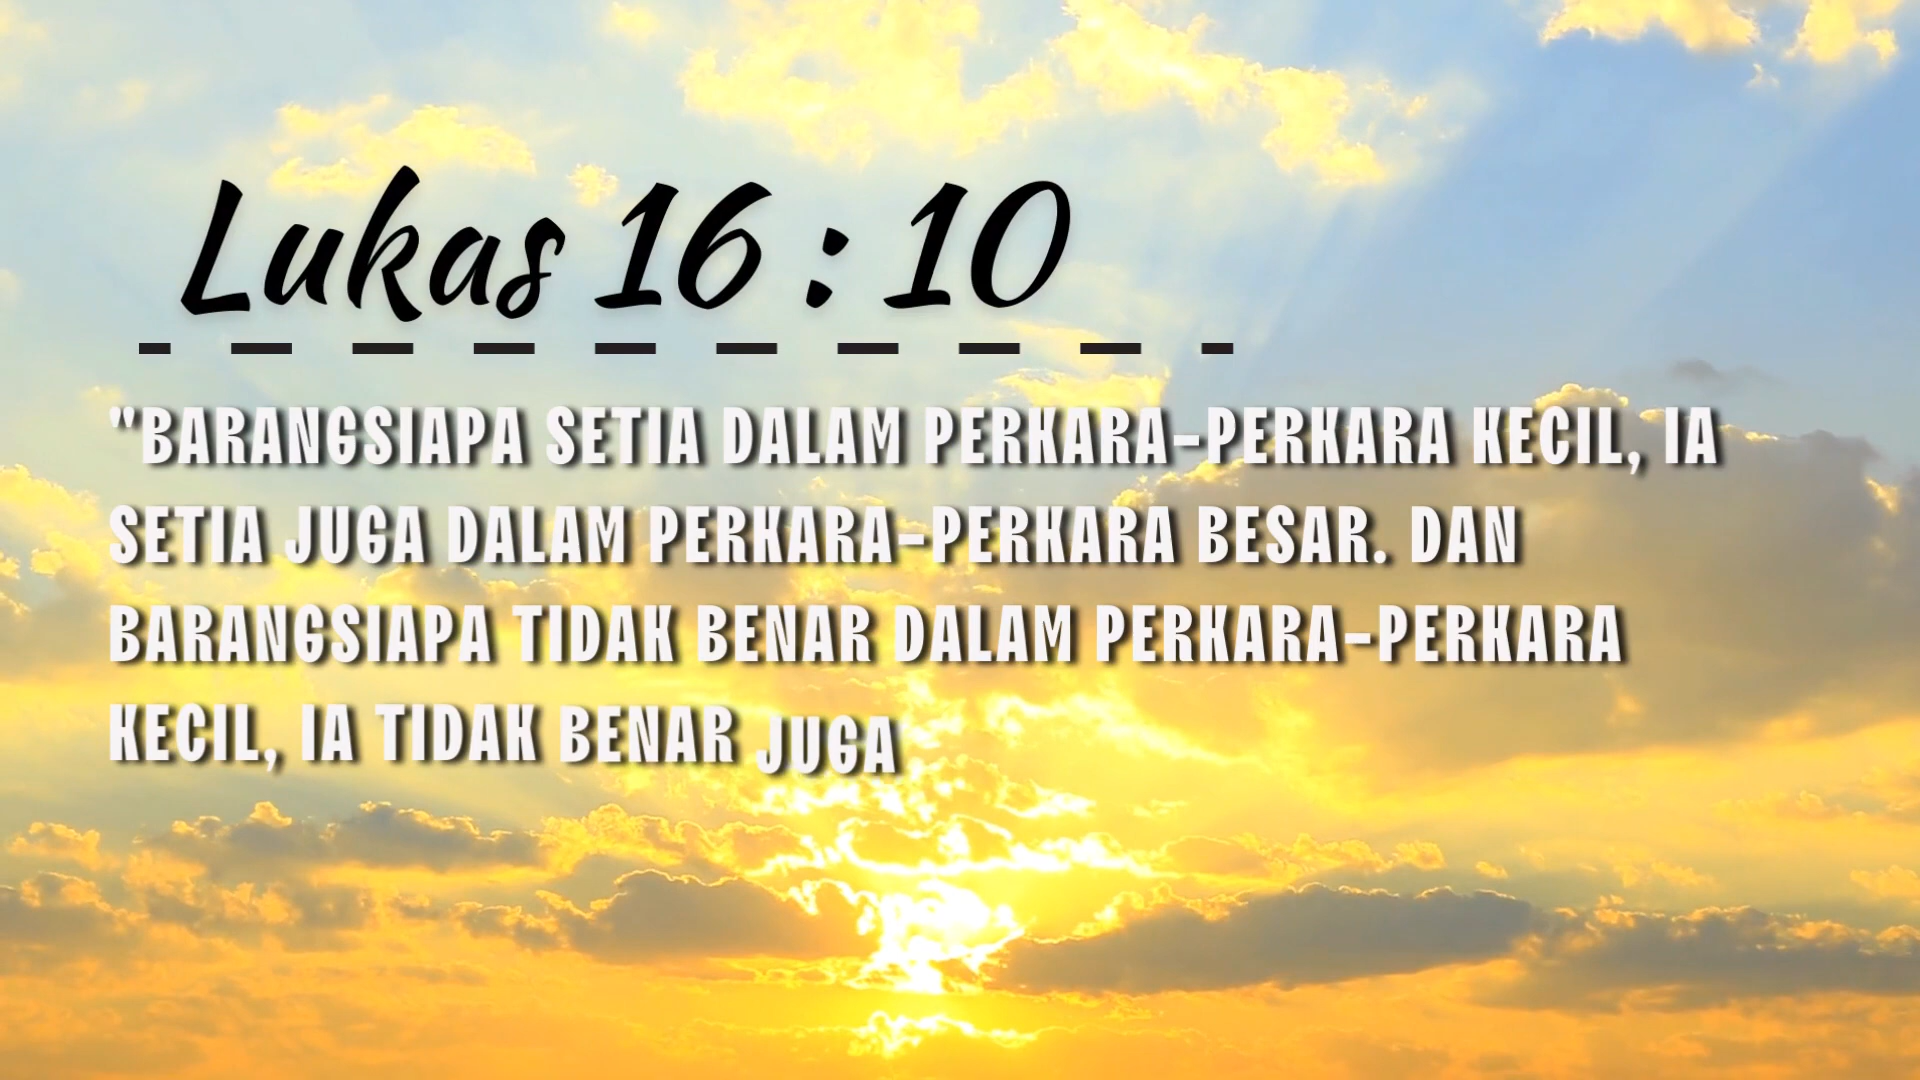 Lukas 16 : 10
"BARANGSIAPA SETIA DALAM PERKARA-PERKARA KECIL, IA
SETIA JUGA DALAM PERKARA-PERKARA BESAR. DAN
BARANGSIAPA TIDAK BENAR DALAM PERKARA-PERKARA
KECIL, IA TIDAK BENAR JUGA